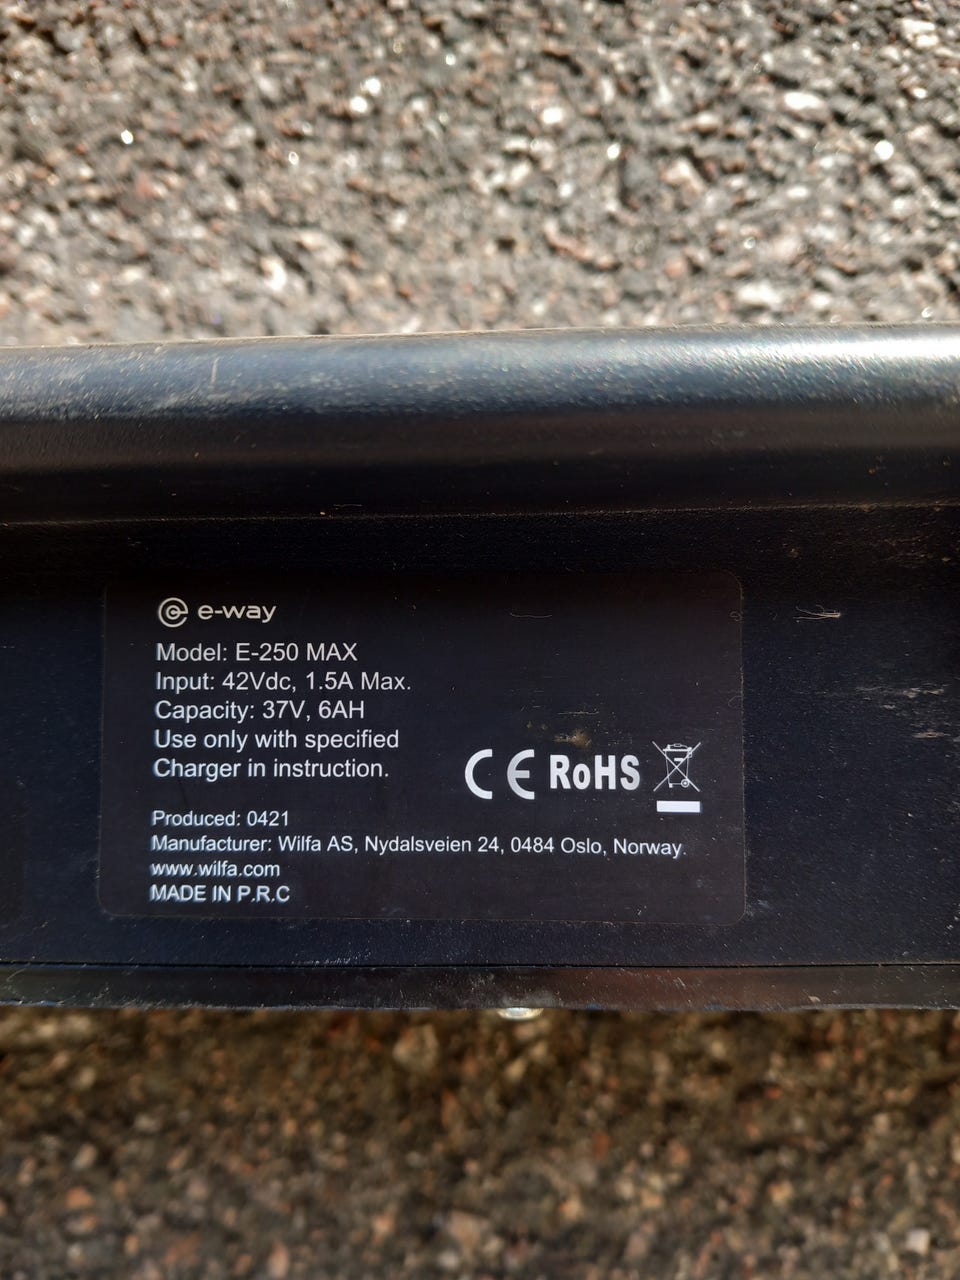 e-way
Model: E-250 MAX
Input: 42Vdc, 1.5A Max.
Capacity: 37V, 6AH
Use only with specified
Charger in instruction.
CE RoHS
Produced: 0421
Manufacturer: Wilfa AS, Nydalsveien 24, 0484 Oslo, Norway.
www.wilfa.com
MADE IN P.R.C